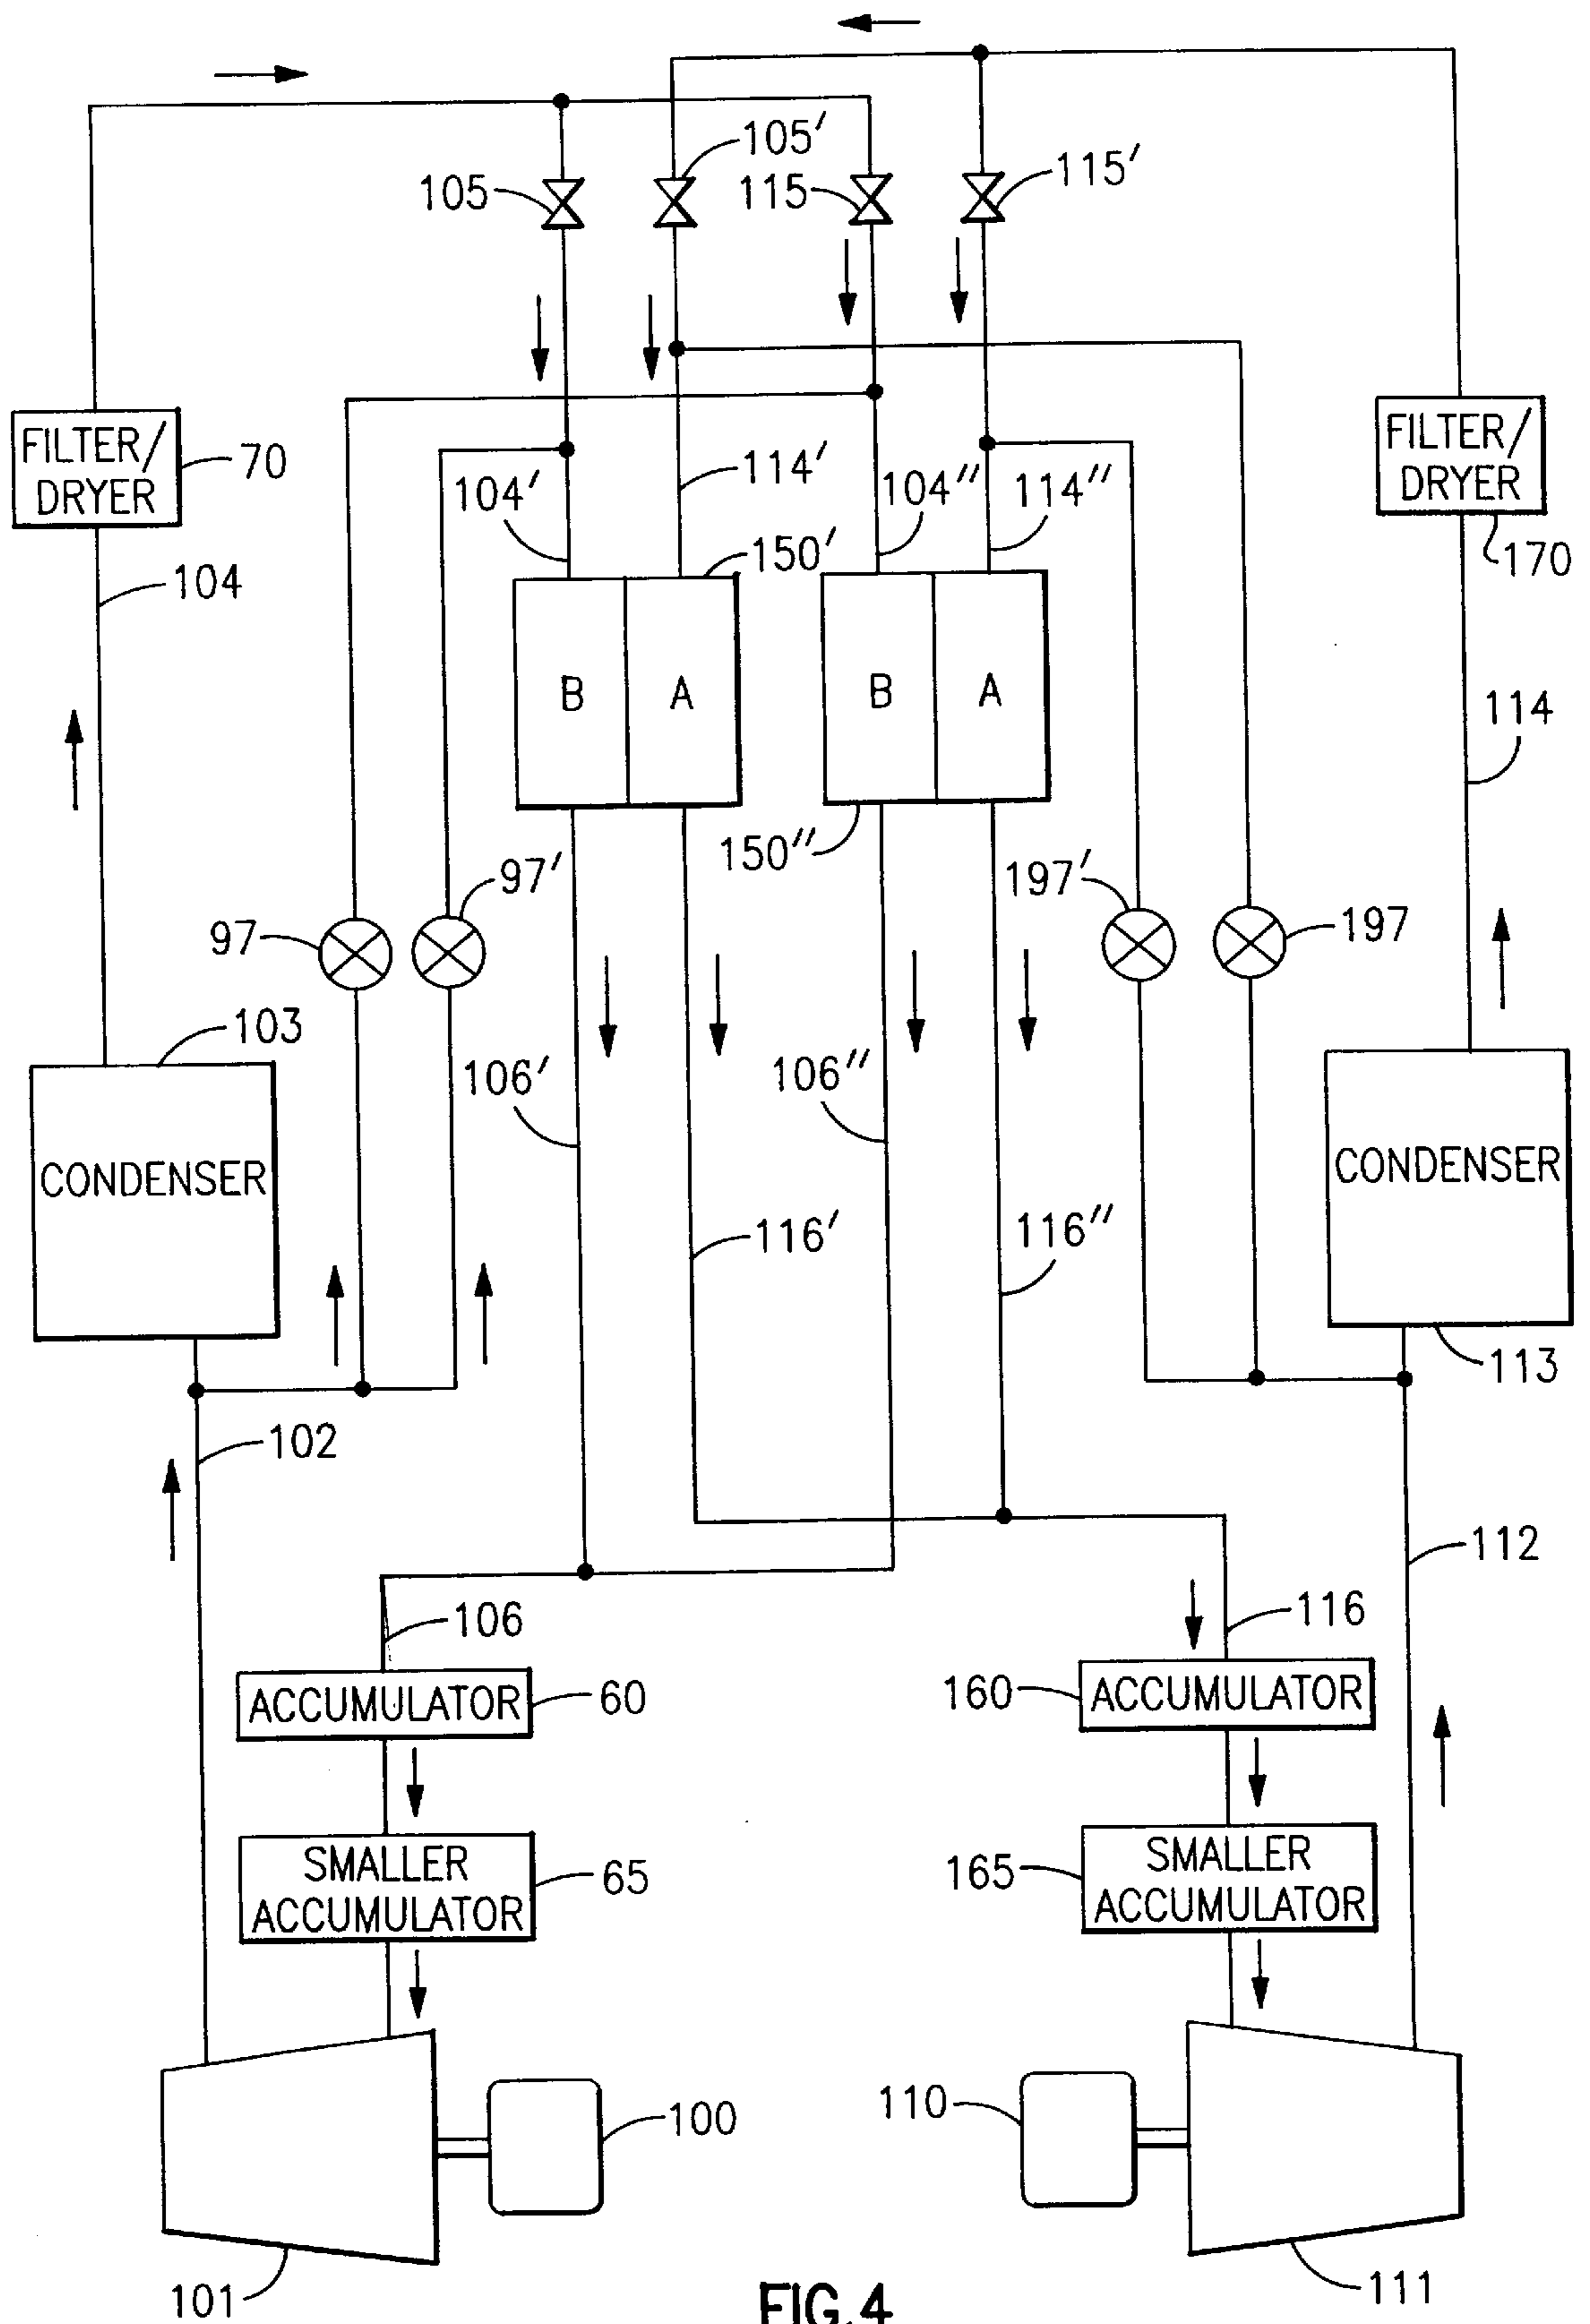 105'
105
115
115'
FILTER/
DRYER
70
FILTER/
DRYER
170
104'
114'
104"
114"
150'
104
114
B
A
B
A
150"
97
97'
197'
197
103
106'
106"
CONDENSER
CONDENSER
116'
116"
113
102
112
106
116
ACCUMULATOR
60
160
ACCUMULATOR
SMALLER
ACCUMULATOR
65
165
SMALLER
ACCUMULATOR
100
110
101
111
FIG.4